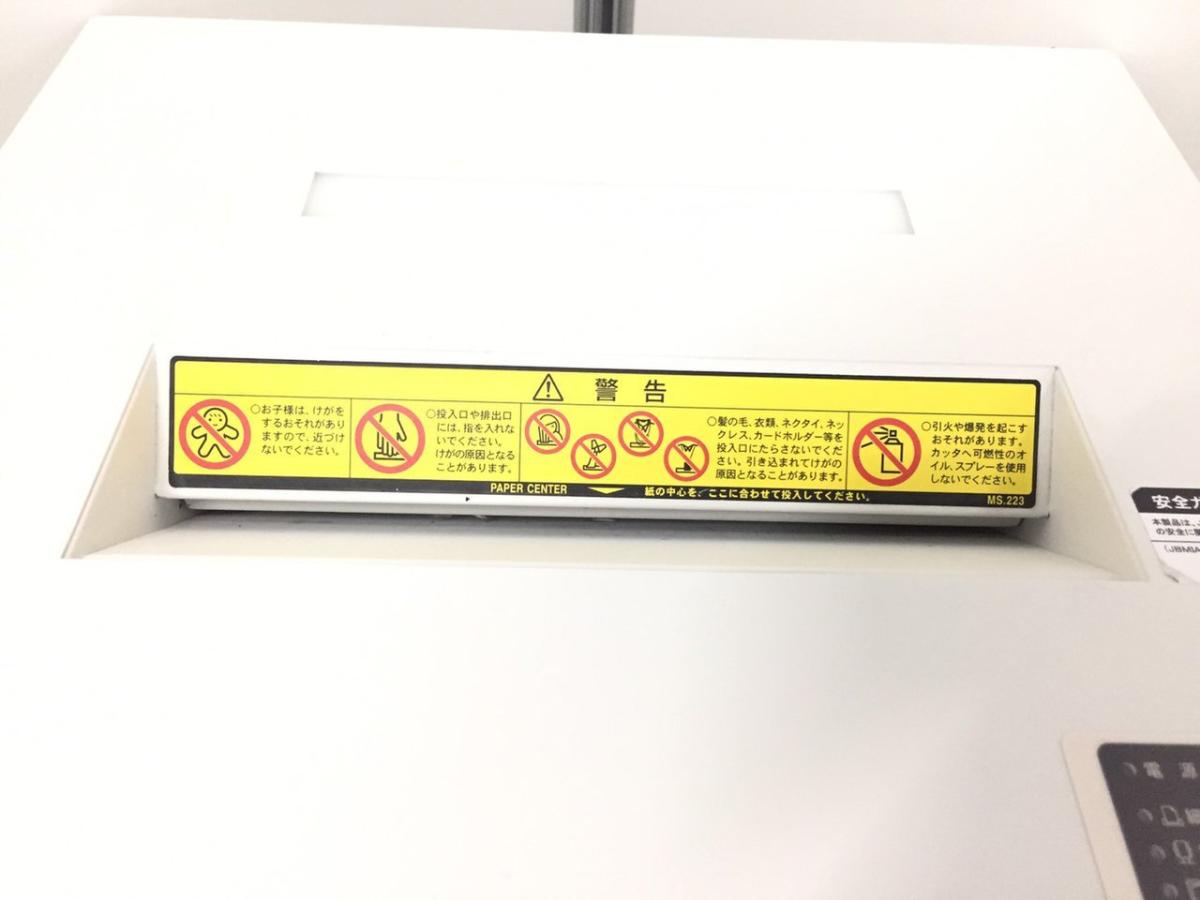 警告
○お子様は、けがを
するおそれがあり
ますので、近づけ
ないでください。
○投入口や排出口
には、指を入れな
いでください。
けがの原因となる
ことがあります。
○髪の毛、衣類、ネクタイ、ネッ
クレス、カードホルダー等を
投入口にたらさないでくだ
さい。引き込まれてけがの
原因となることがあります。
○引火や爆発を起こす
おそれがあります。
カッタへ可燃性のオ
イル、スプレーを使用
しないでください。
PAPER CENTER
紙の中心を、ここに合わせて投入してください。
MS.223
安全
本製品は、
の安全に
(JBMIA
電源